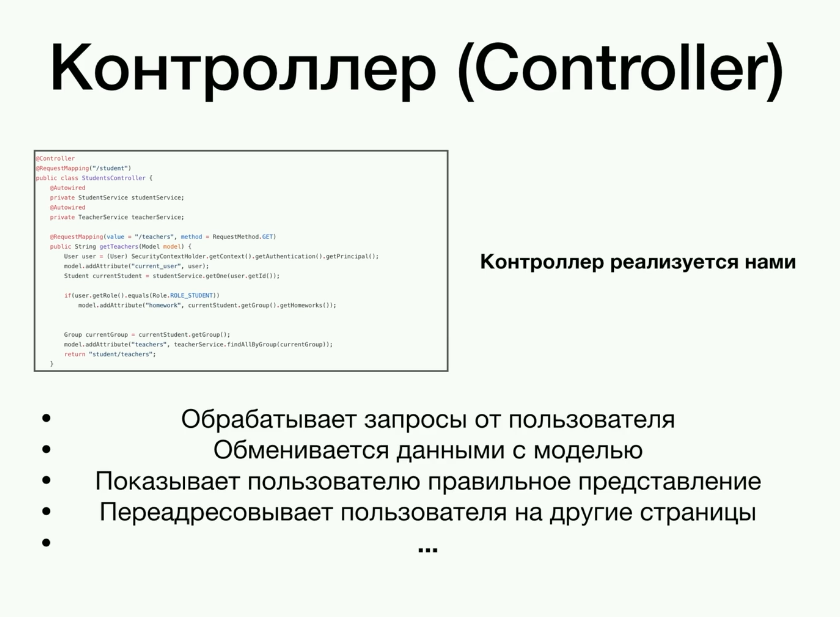 Контроллер (Controller)
@Controller
@RequestMapping("/student")
public class StudentsController {
@Autowired
private StudentService studentService;
@Autowired
private TeacherService teacherService;
@RequestMapping(value = "/teachers", method = RequestMethod.GET)
public String getTeachers(Model model) {
User user = (User) SecurityContextHolder.getContext().getAuthentication().getPrincipal();
model.addAttribute("current_user", user);
Student currentStudent = studentService.getOne(user.getId());
if(user.getRole().equals(Role.ROLE_STUDENT))
model.addAttribute("homework", currentStudent.getGroup().getHomeworks());
Group currentGroup = currentStudent.getGroup();
model.addAttribute("teachers", teacherService.findAllByGroup(currentGroup));
return "student/teachers";
}
Контроллер реализуется нами
• Обрабатывает запросы от пользователя
• Обменивается данными с моделью
• Показывает пользователю правильное представление
• Переадресовывает пользователя на другие страницы
• ...